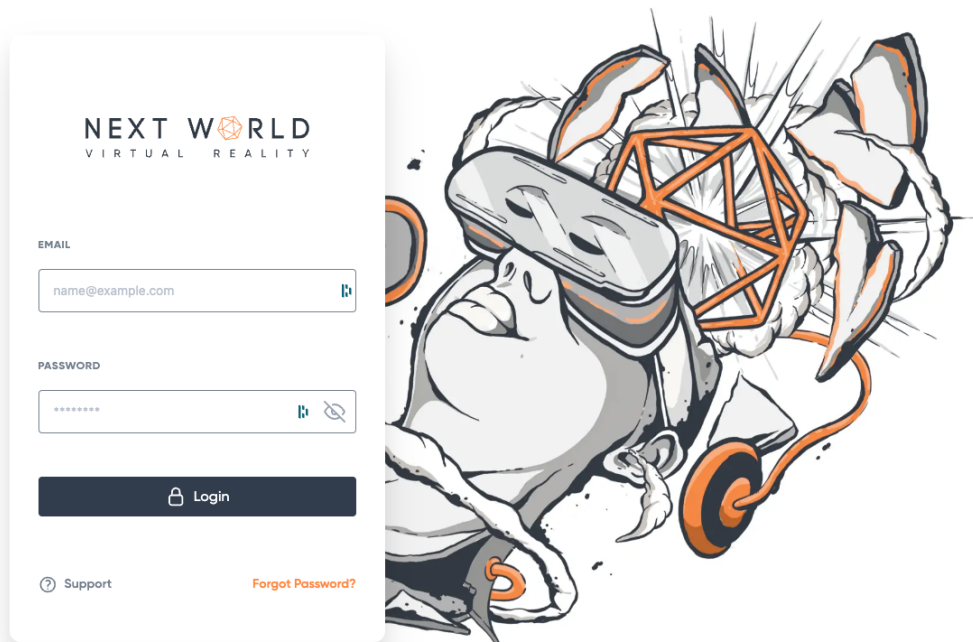 NEXT WORLD
VIRTUAL REALITY
EMAIL
name@example.com
PASSWORD
********
Login
Support
Forgot Password?